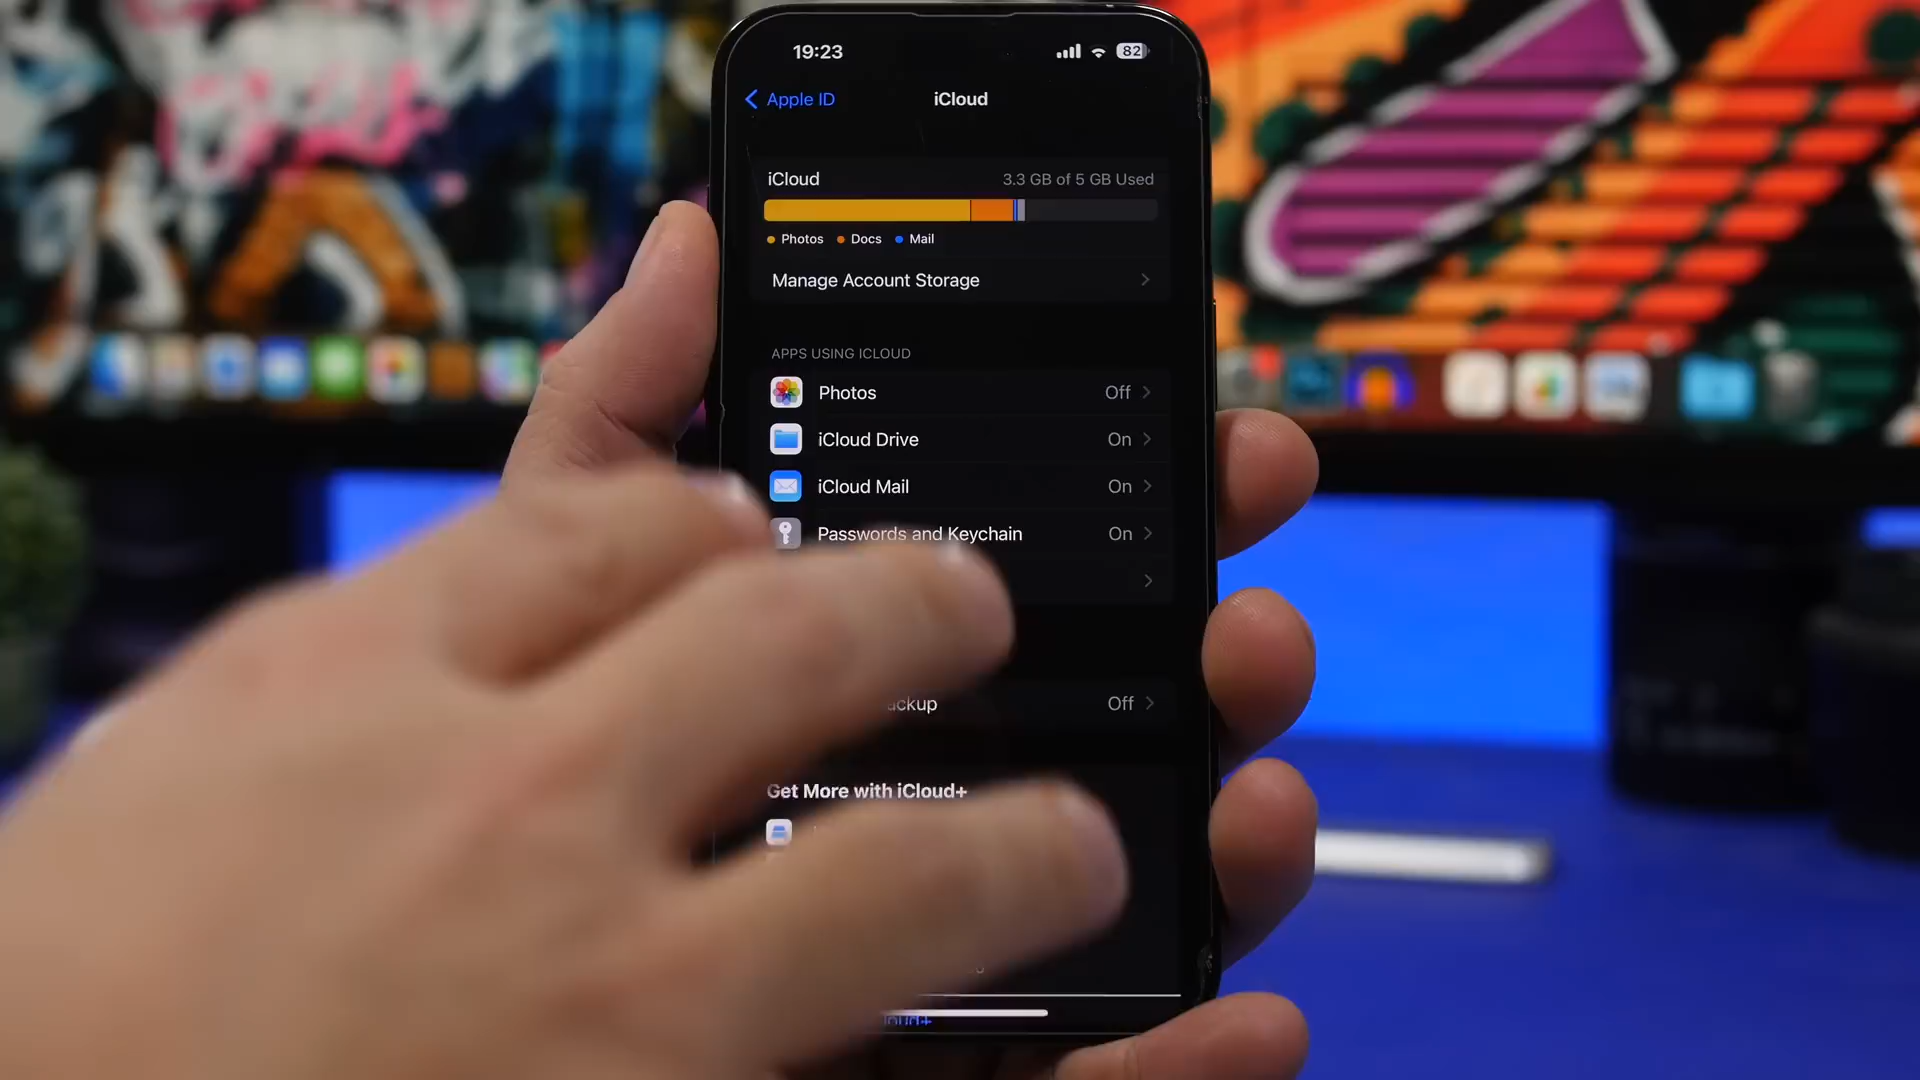 19:23 82
Apple ID iCloud
iCloud 3.3 GB of 5 GB Used
Photos Docs Mail
Manage Account Storage
APPS USING ICLOUD
Photos Off
iCloud Drive On
iCloud Mail On
Passwords and Keychain On
ackup Off
Get More with iCloud+
loud+